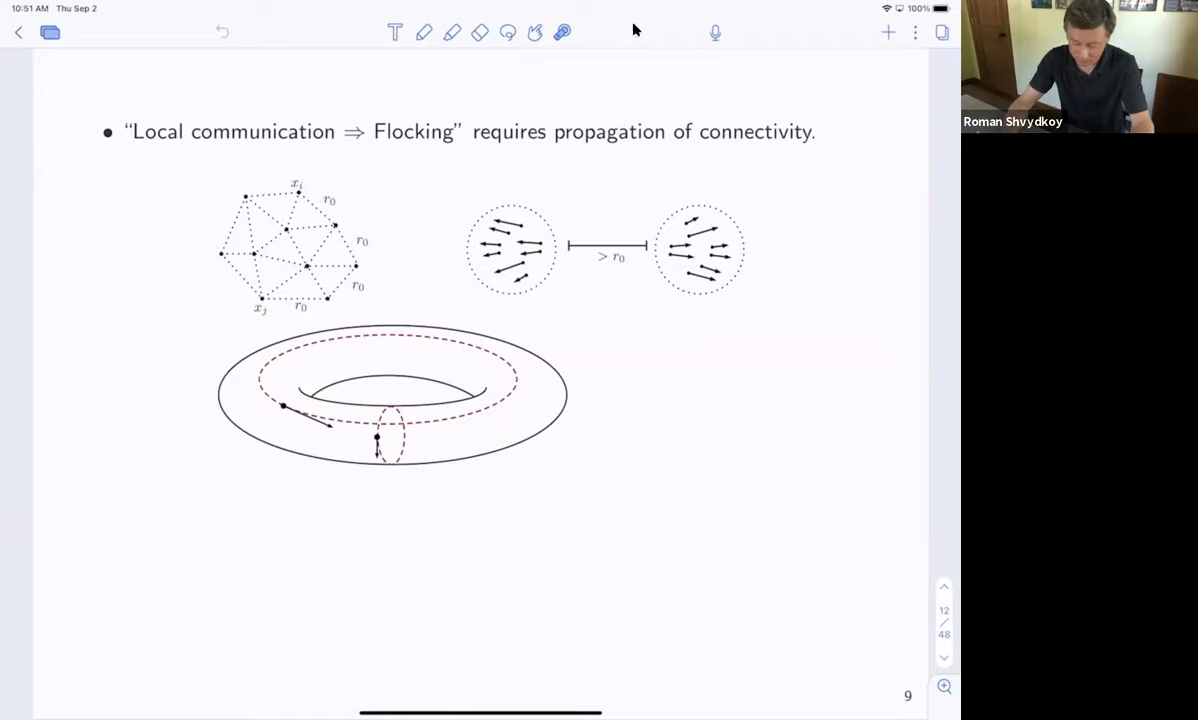 10:51 AM Thu Sep 2
100%
Roman Shvydkoy
• “Local communication ⇒ Flocking” requires propagation of connectivity.
x_i
r_0
r_0
r_0
r_0
x_j
> r_0
12
/
48
9